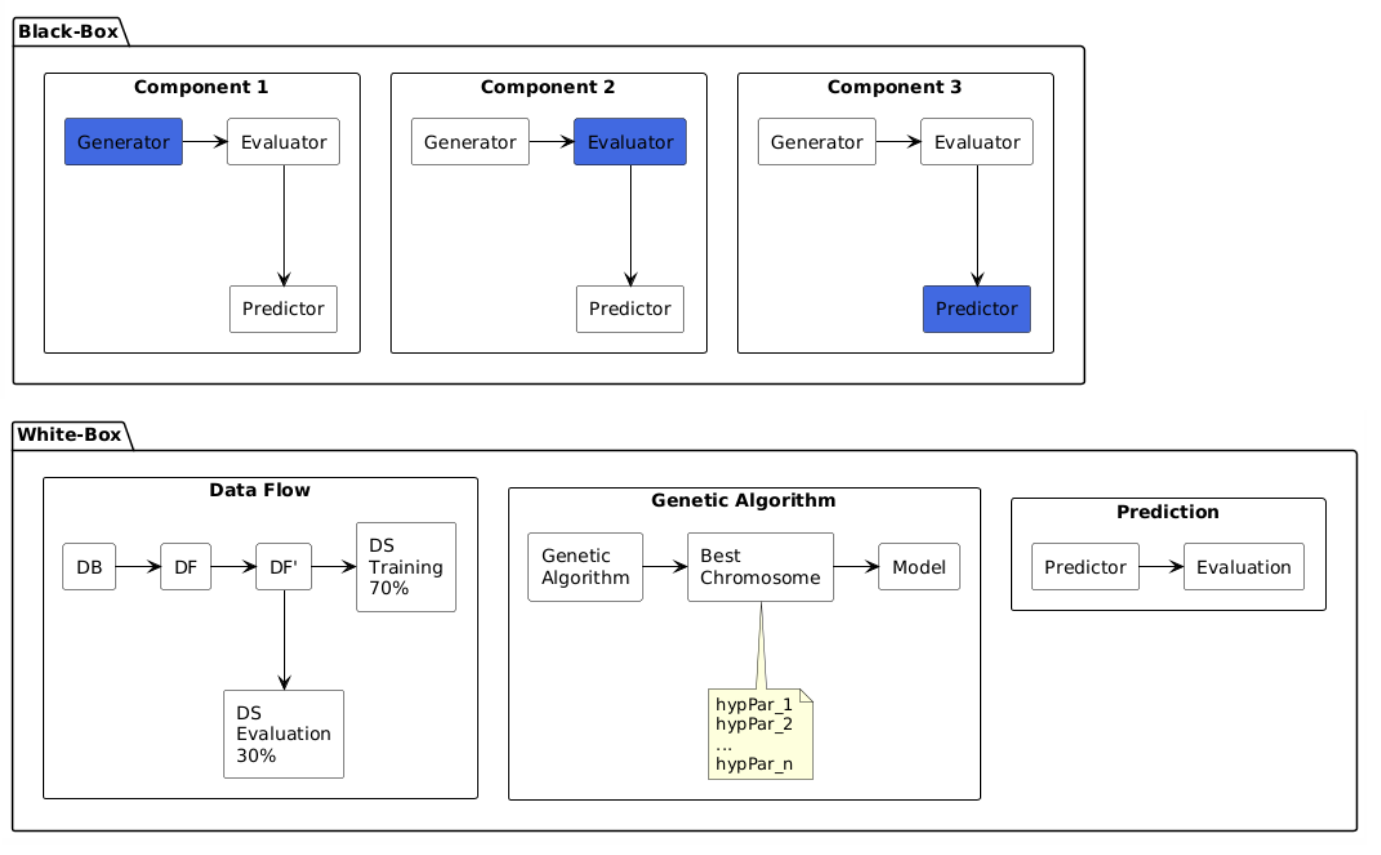 Black-Box
Component 1
Generator
Evaluator
Predictor
Component 2
Generator
Evaluator
Predictor
Component 3
Generator
Evaluator
Predictor
White-Box
Data Flow
DB
DF
DF'
DS
Training
70%
DS
Evaluation
30%
Genetic Algorithm
Genetic
Algorithm
Best
Chromosome
Model
hypPar_1
hypPar_2
...
hypPar_n
Prediction
Predictor
Evaluation